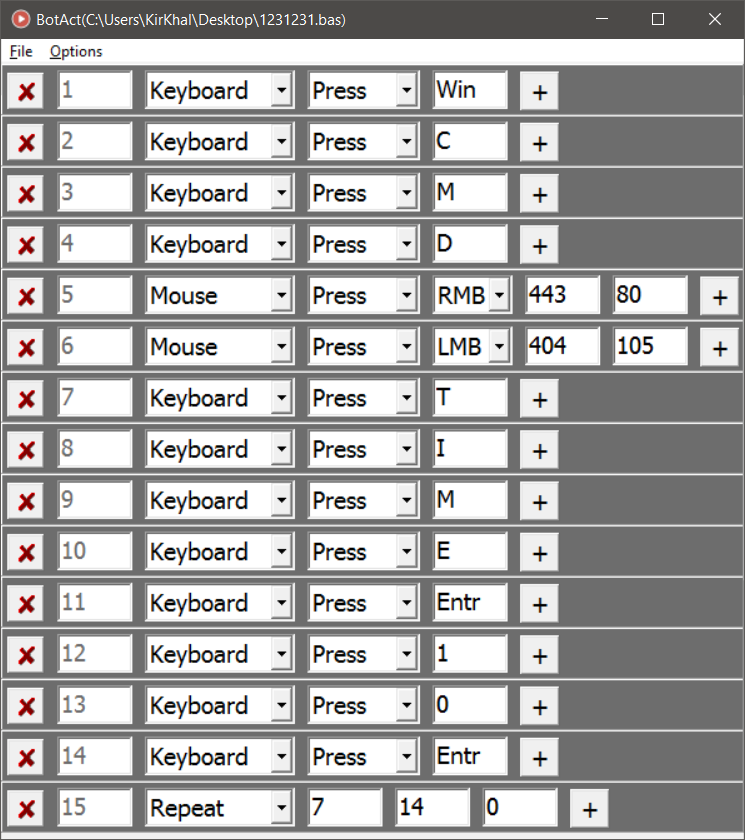 BotAct(C:\Users\KirKhal\Desktop\1231231.bas)
File Options
1 Keyboard Press Win +
2 Keyboard Press C +
3 Keyboard Press M +
4 Keyboard Press D +
5 Mouse Press RMB 443 80 +
6 Mouse Press LMB 404 105 +
7 Keyboard Press T +
8 Keyboard Press I +
9 Keyboard Press M +
10 Keyboard Press E +
11 Keyboard Press Entr +
12 Keyboard Press 1 +
13 Keyboard Press 0 +
14 Keyboard Press Entr +
15 Repeat 7 14 0 +